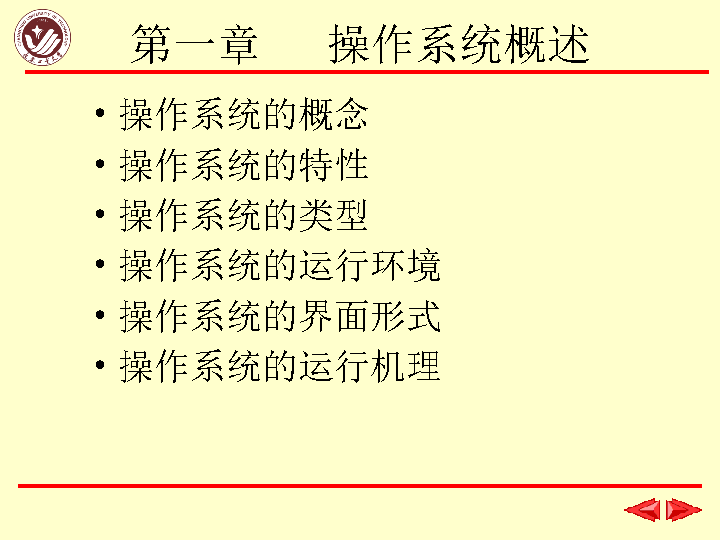 第一章 操作系统概述
• 操作系统的概念
• 操作系统的特性
• 操作系统的类型
• 操作系统的运行环境
• 操作系统的界面形式
• 操作系统的运行机理